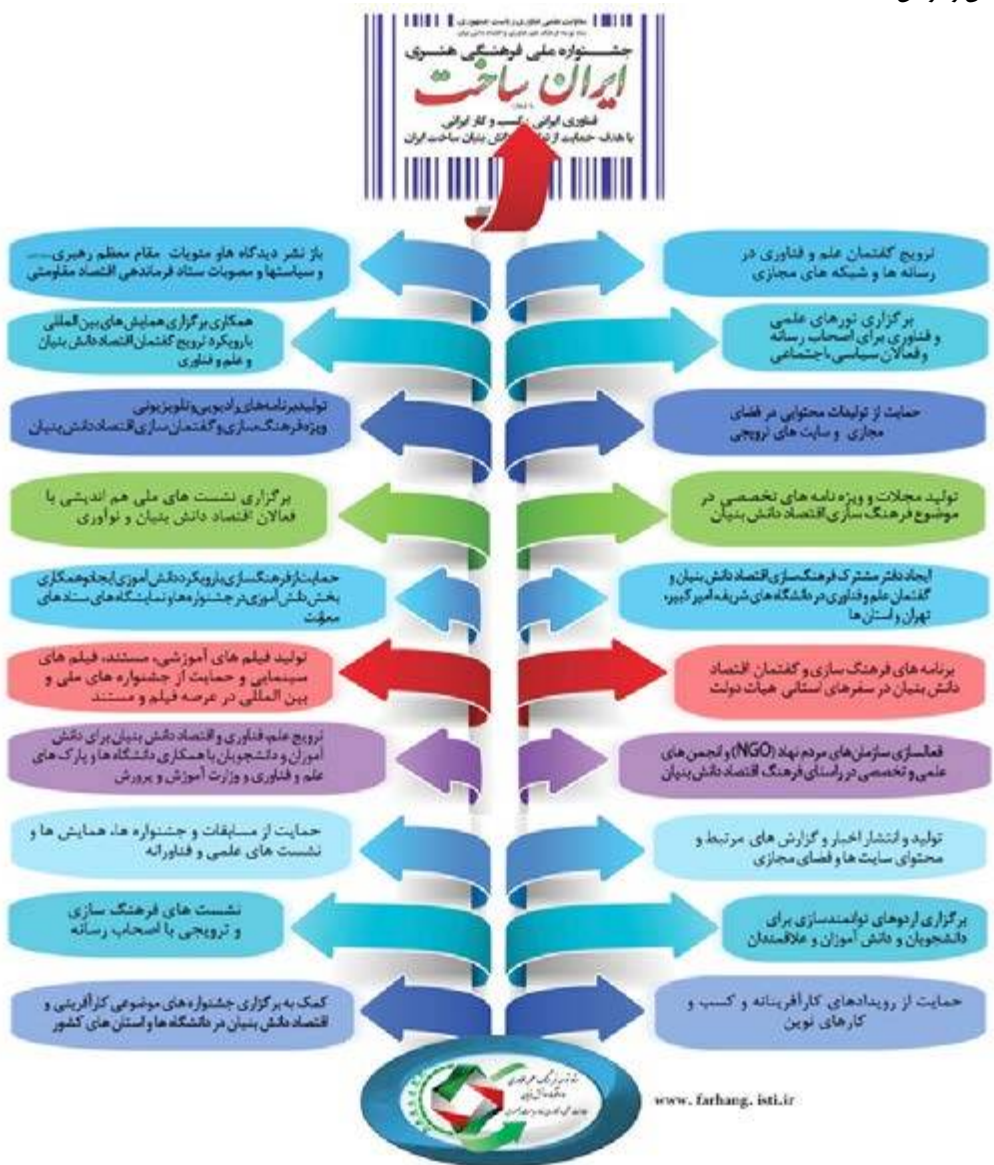 معاونت علمی و فناوری ریاست جمهوری
جشنواره ملی فرهنگی هنری
ایران ساخت
فناوری ایرانی، کسب و کار ایرانی
با هدف حمایت از دانش بنیان ساخت ایران
ترویج گفتمان علم و فناوری در
رسانه ها و شبکه های مجازی
باز نشر دیدگاه ها و منویات مقام معظم رهبری
و سیاستها و مصوبات ستاد فرماندهی اقتصاد مقاومتی
برگزاری تورهای علمی
و فناوری برای اصحاب رسانه
و فعالان سیاسی،اجتماعی
همکاری برگزاری همایش های بین المللی
با رویکرد ترویج گفتمان اقتصاد دانش بنیان
و علم و فناوری
حمایت از تولیدات محتوایی در فضای
مجازی و سایت های ترویجی
تولیدبرنامه‌های رادیویی و تلویزیونی
ویژه فرهنگ سازی و گفتمان سازی اقتصاد دانش بنیان
تولید مجلات و ویژه نامه های تخصصی در
موضوع فرهنگ سازی اقتصاد دانش بنیان
برگزاری نشست های ملی هم اندیشی با
فعالان اقتصاد دانش بنیان و نوآوری
ایجاد دفتر مشترک فرهنگ سازی اقتصاد دانش بنیان و
گفتمان علم و فناوری در دانشگاه های شریف، امیرکبیر،
تهران و استان ها
حمایت از فرهنگ سازی با رویکرد دانش آموزی ایجاد و همکاری
بخش دانش آموزی در جشنواره ها و نمایشگاه های ستادهای
معاونت
برنامه های فرهنگ سازی و گفتمان اقتصاد
دانش بنیان در سفرهای استانی هیات دولت
تولید فیلم های آموزشی، مستند، فیلم های
سینمایی و حمایت از جشنواره های ملی و
بین المللی در عرصه فیلم و مستند
فعالسازی سازمان‌های مردم نهاد (NGO) و انجمن های
علمی و تخصصی در راستای فرهنگ اقتصاد دانش بنیان
ترویج علم، فناوری و اقتصاد دانش بنیان برای دانش
آموزان و دانشجویان با همکاری دانشگاه ها و پارک های
علم و فناوری و وزارت آموزش و پرورش
تولید و انتشار اخبار و گزارش های مرتبط و
محتوای سایت ها و فضای مجازی
حمایت از مسابقات و جشنواره ها، همایش ها و
نشست های علمی و فناورانه
برگزاری اردوهای توانمندسازی برای
دانشجویان و دانش آموزان و علاقمندان
نشست های فرهنگ سازی
و ترویجی با اصحاب رسانه
حمایت از رویدادهای کارآفرینانه و کسب و
کارهای نوین
کمک به برگزاری جشنواره های موضوعی کارآفرینی و
اقتصاد دانش بنیان در دانشگاه ها و استان های کشور
www.farhang.isti.ir